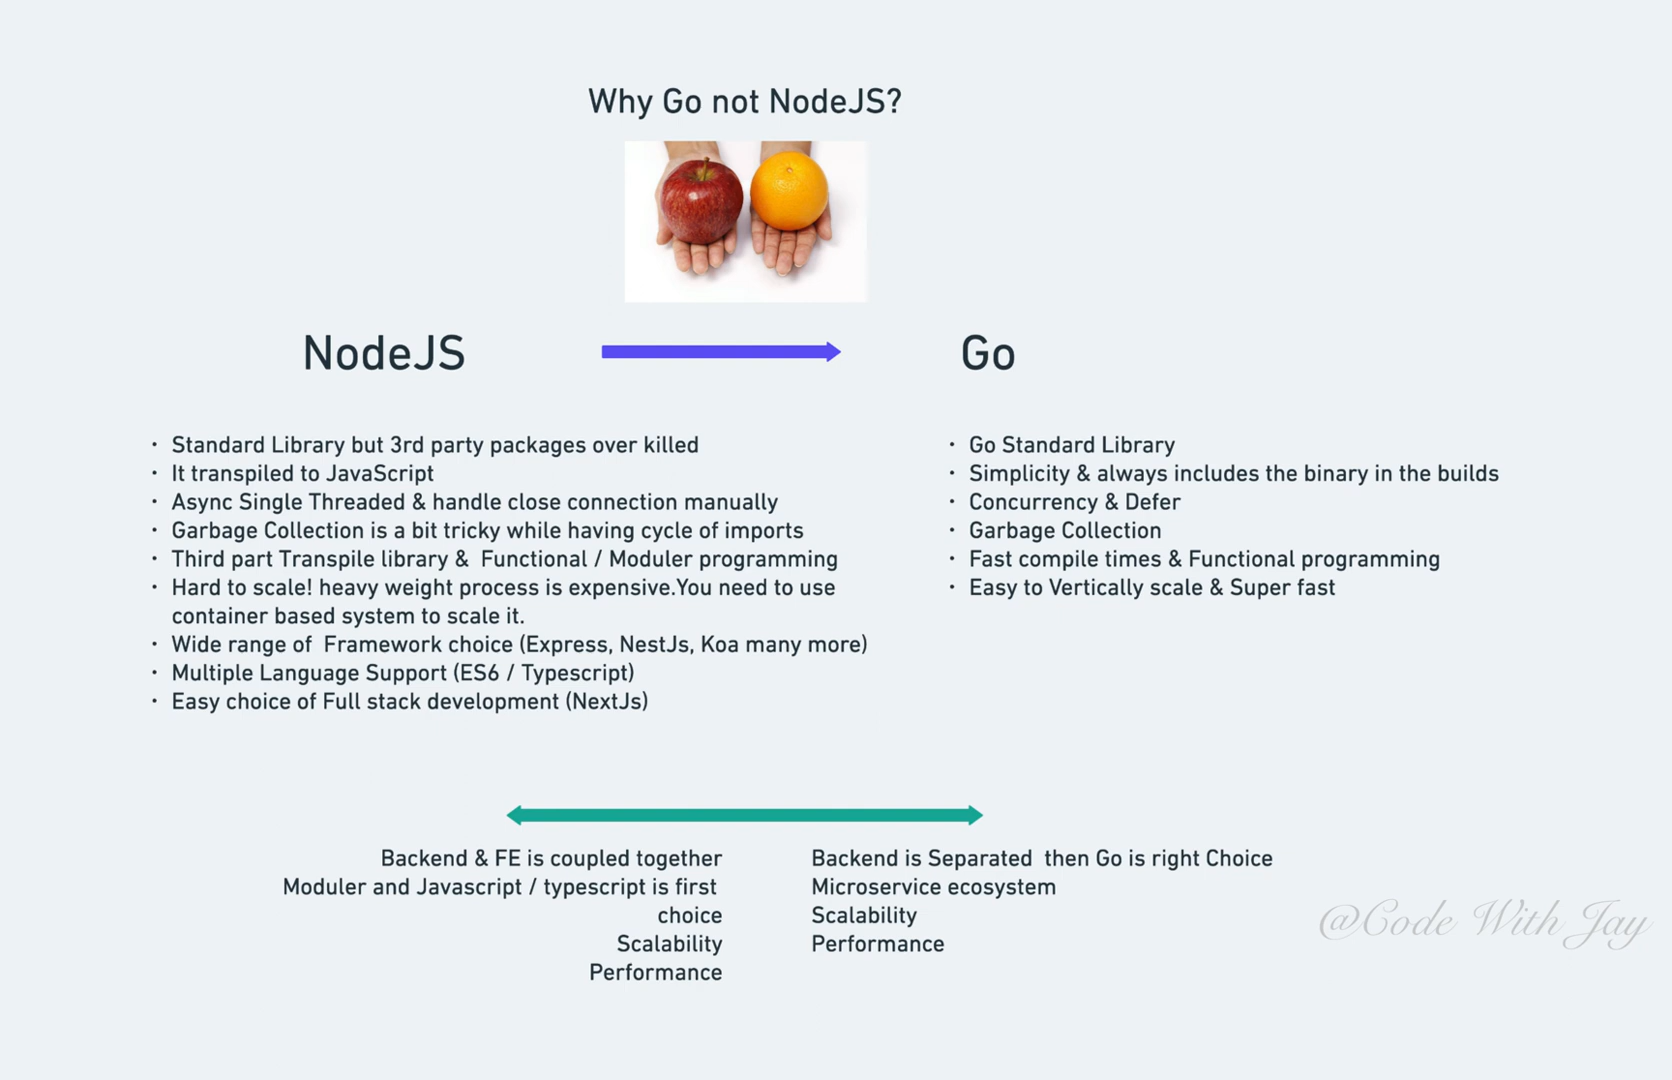 Why Go not NodeJS?
NodeJS
Go
• Standard Library but 3rd party packages over killed
• It transpiled to JavaScript
• Async Single Threaded & handle close connection manually
• Garbage Collection is a bit tricky while having cycle of imports
• Third part Transpile library & Functional / Moduler programming
• Hard to scale! heavy weight process is expensive.You need to use
container based system to scale it.
• Wide range of Framework choice (Express, NestJs, Koa many more)
• Multiple Language Support (ES6 / Typescript)
• Easy choice of Full stack development (NextJs)
• Go Standard Library
• Simplicity & always includes the binary in the builds
• Concurrency & Defer
• Garbage Collection
• Fast compile times & Functional programming
• Easy to Vertically scale & Super fast
Backend & FE is coupled together
Moduler and Javascript / typescript is first
choice
Scalability
Performance
Backend is Separated then Go is right Choice
Microservice ecosystem
Scalability
Performance
@Code With Jay